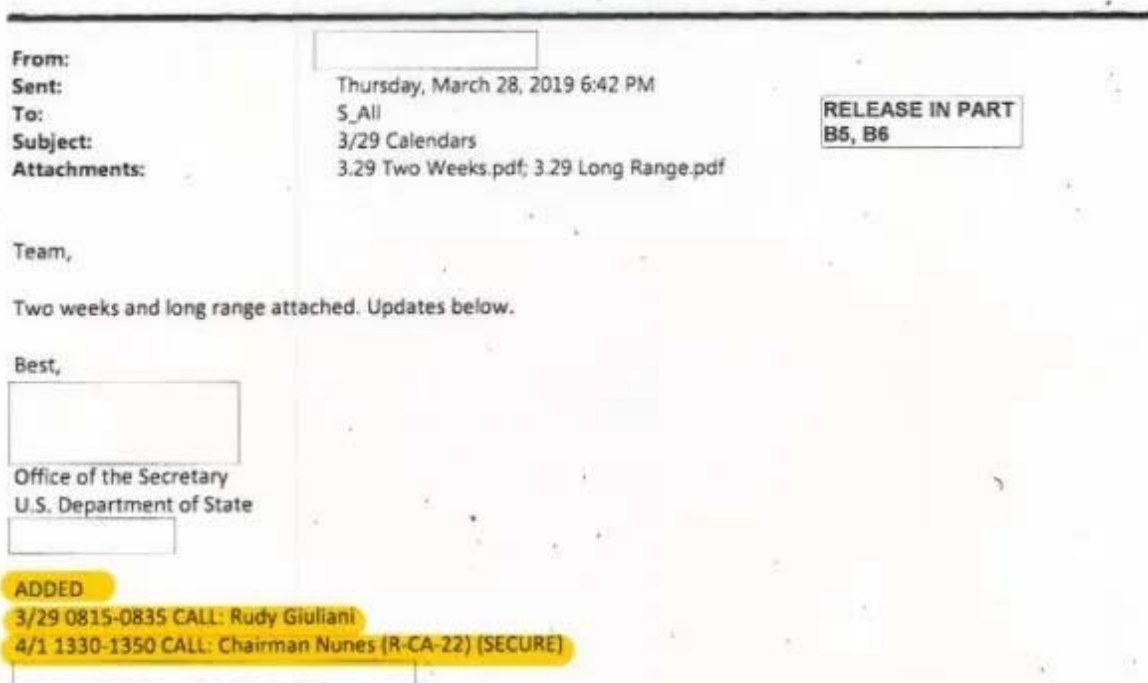 From:
Sent: Thursday, March 28, 2019 6:42 PM
To: S_All
Subject: 3/29 Calendars
Attachments: 3.29 Two Weeks.pdf; 3.29 Long Range.pdf
RELEASE IN PART
B5, B6
Team,
Two weeks and long range attached. Updates below.
Best,
Office of the Secretary
U.S. Department of State
ADDED
3/29 0815-0835 CALL: Rudy Giuliani
4/1 1330-1350 CALL: Chairman Nunes (R-CA-22) (SECURE)